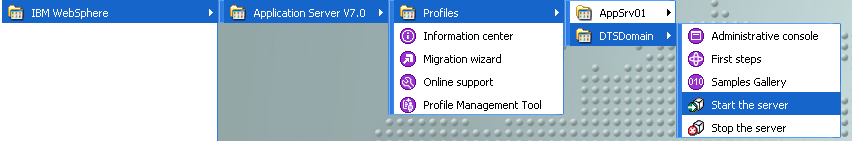 IBM WebSphere
Application Server V7.0
Profiles
Information center
Migration wizard
Online support
Profile Management Tool
AppSrv01
DTSDomain
Administrative console
First steps
010 Samples Gallery
Start the server
Stop the server